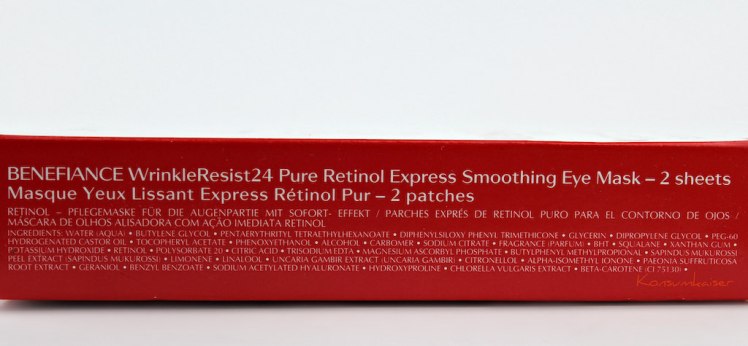 BENEFIANCE WrinkleResist24 Pure Retinol Express Smoothing Eye Mask – 2 sheets
Masque Yeux Lissant Express Rétinol Pur – 2 patches
RETINOL – PFLEGEMASKE FÜR DIE AUGENPARTIE MIT SOFORT- EFFEKT / PARCHES EXPRÉS DE RETINOL PURO PARA EL CONTORNO DE OJOS /
MÁSCARA DE OLHOS ALISADORA COM AÇÃO IMEDIATA RETINOL
INGREDIENTS: WATER (AQUA) • BUTYLENE GLYCOL • PENTAERYTHRITYL TETRAETHYLHEXANOATE • DIPHENYLSILOXY PHENYL TRIMETHICONE • GLYCERIN • DIPROPYLENE GLYCOL • PEG-60
HYDROGENATED CASTOR OIL • TOCOPHERYL ACETATE • PHENOXYETHANOL • ALCOHOL • CARBOMER • SODIUM CITRATE • FRAGRANCE (PARFUM) • BHT • SQUALANE • XANTHAN GUM •
POTASSIUM HYDROXIDE • RETINOL • POLYSORBATE 20 • CITRIC ACID • TRISODIUM EDTA • MAGNESIUM ASCORBYL PHOSPHATE • BUTYLPHENYL METHYLPROPIONAL • SAPINDUS MUKUROSSI
PEEL EXTRACT (SAPINDUS MUKUROSSI) • LIMONENE • LINALOOL • UNCARIA GAMBIR EXTRACT (UNCARIA GAMBIR) • CITRONELLOL • ALPHA-ISOMETHYL IONONE • PAEONIA SUFFRUTICOSA
ROOT EXTRACT • GERANIOL • BENZYL BENZOATE • SODIUM ACETYLATED HYALURONATE • HYDROXYPROLINE • CHLORELLA VULGARIS EXTRACT • BETA-CAROTENE (CI 75130) •
Konsumkaiser